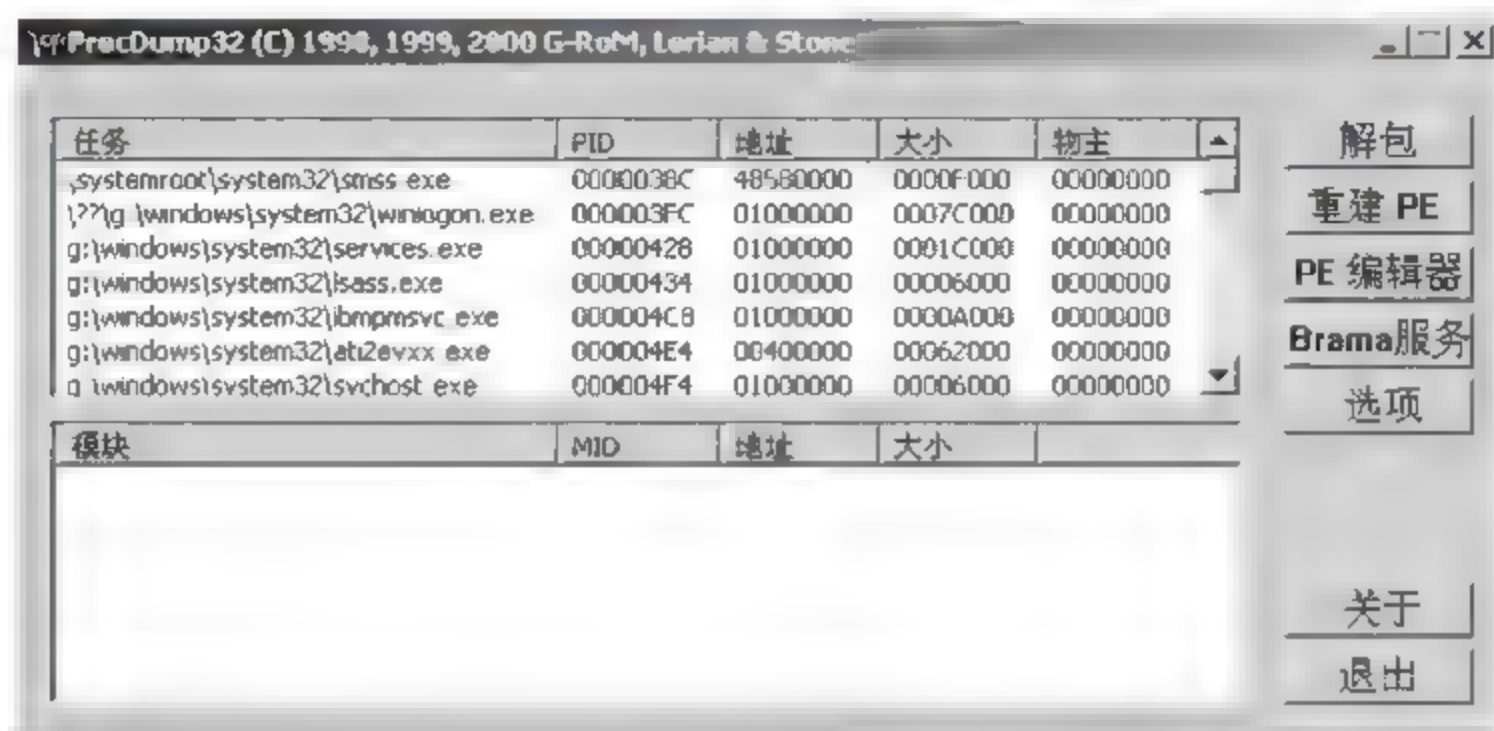 ProcDump32 (C) 1998, 1999, 2000 G-RoM, Lorian & Stone
任务 PID 地址 大小 物主
\systemroot\system32\smss.exe 0000038C 48580000 0000F000 00000000
\??\g:\windows\system32\winlogon.exe 000003FC 01000000 0007C000 00000000
g:\windows\system32\services.exe 00000428 01000000 0001C000 00000000
g:\windows\system32\lsass.exe 00000434 01000000 00006000 00000000
g:\windows\system32\ibmpmsvc.exe 000004C8 01000000 0000A000 00000000
g:\windows\system32\ati2evxx.exe 000004E4 00400000 00062000 00000000
g:\windows\system32\svchost.exe 000004F4 01000000 00006000 00000000
模块 MID 地址 大小
解包
重建 PE
PE 编辑器
Brama服务
选项
关于
退出